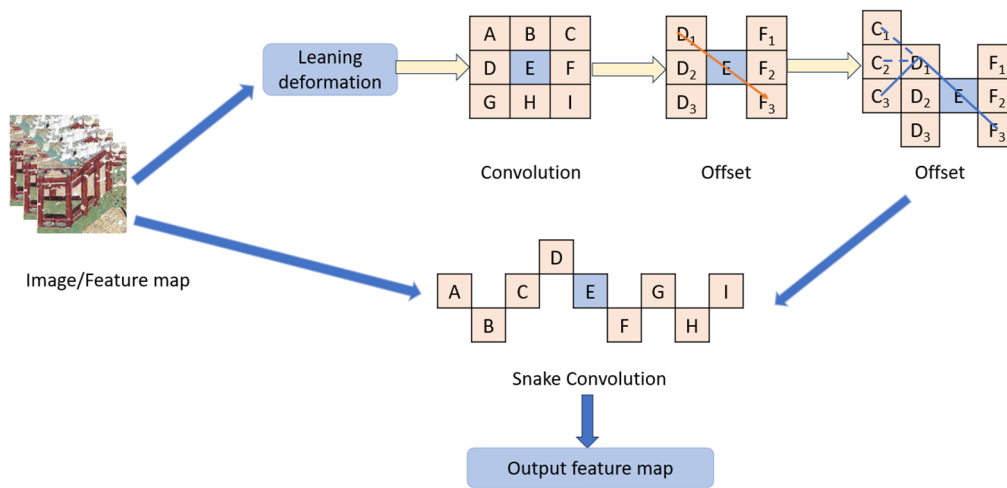 Leaning
deformation
A B C
D E F
G H I
Convolution
D₁ F₁
D₂ E F₂
D₃ F₃
Offset
C₁
C₂ D₁ F₁
C₃ D₂ E F₂
D₃ F₃
Offset
Image/Feature map
D
A C E G I
B F H
Snake Convolution
Output feature map